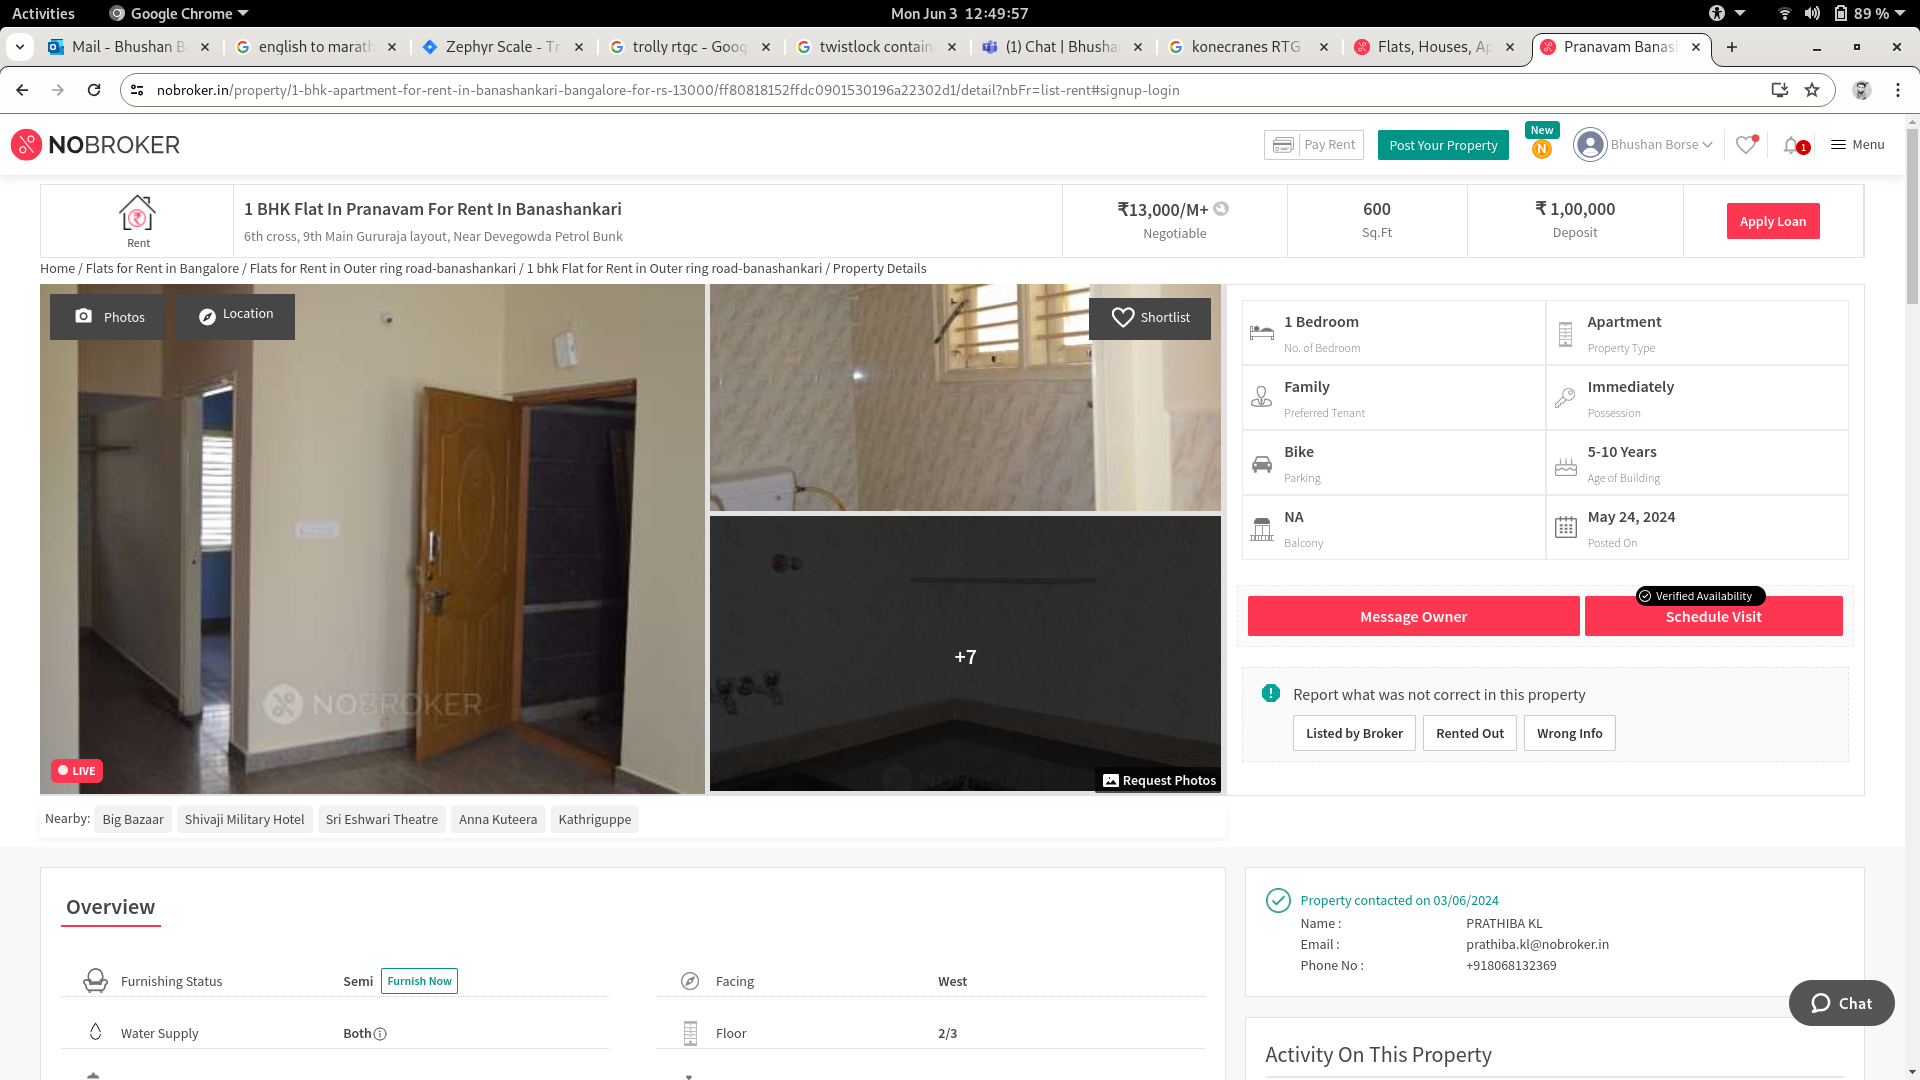 Activities
Google Chrome
Mon Jun 3 12:49:57
89 %
Mail - Bhushan B
english to marath
Zephyr Scale - Tr
trolly rtgc - Goog
twistlock contain
(1) Chat | Bhusha
konecranes RTG
Flats, Houses, Ap
Pranavam Banas
nobroker.in/property/1-bhk-apartment-for-rent-in-banashankari-bangalore-for-rs-13000/ff80818152ffdc0901530196a22302d1/detail?nbFr=list-rent#signup-login
NOBROKER
Pay Rent
Post Your Property
New
N
Bhushan Borse
1
Menu
Rent
1 BHK Flat In Pranavam For Rent In Banashankari
6th cross, 9th Main Gururaja layout, Near Devegowda Petrol Bunk
₹13,000/M+
Negotiable
600
Sq.Ft
₹ 1,00,000
Deposit
Apply Loan
Home / Flats for Rent in Bangalore / Flats for Rent in Outer ring road-banashankari / 1 bhk Flat for Rent in Outer ring road-banashankari / Property Details
Photos
Location
Shortlist
NOBROKER
LIVE
+7
Request Photos
1 Bedroom
No. of Bedroom
Apartment
Property Type
Family
Preferred Tenant
Immediately
Possession
Bike
Parking
5-10 Years
Age of Building
NA
Balcony
May 24, 2024
Posted On
Message Owner
Verified Availability
Schedule Visit
Report what was not correct in this property
Listed by Broker
Rented Out
Wrong Info
Nearby:
Big Bazaar
Shivaji Military Hotel
Sri Eshwari Theatre
Anna Kuteera
Kathriguppe
Overview
Furnishing Status
Semi
Furnish Now
Facing
West
Water Supply
Both
Floor
2/3
Property contacted on 03/06/2024
Name :
PRATHIBA KL
Email :
prathiba.kl@nobroker.in
Phone No :
+918068132369
Chat
Activity On This Property